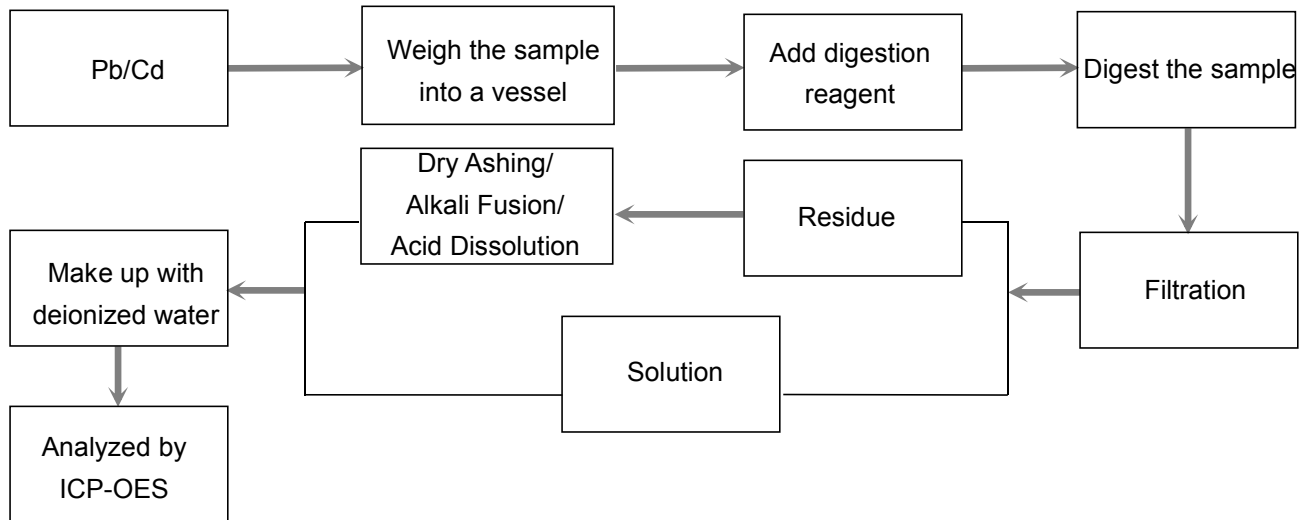 Pb/Cd
Weigh the sample
into a vessel
Add digestion
reagent
Digest the sample
Dry Ashing/
Alkali Fusion/
Acid Dissolution
Residue
Filtration
Make up with
deionized water
Solution
Analyzed by
ICP-OES